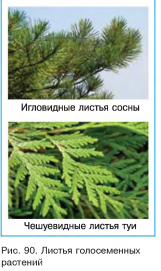 Игловидные листья сосны
Чешуевидные листья туи
Рис. 90. Листья голосеменных
растений